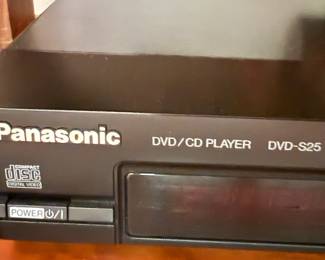 Panasonic DVD/CD PLAYER DVD-S25
COMPACT
disc
DIGITAL VIDEO
POWER ⏻/I